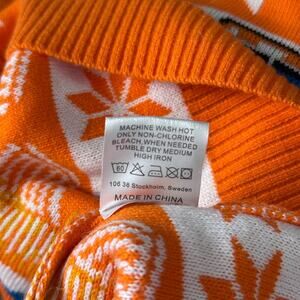 MACHINE WASH HOT
ONLY NON-CHLORINE
BLEACH,WHEN NEEDED
TUMBLE DRY MEDIUM
HIGH IRON
60
106 36 Stockholm, Sweden
MADE IN CHINA